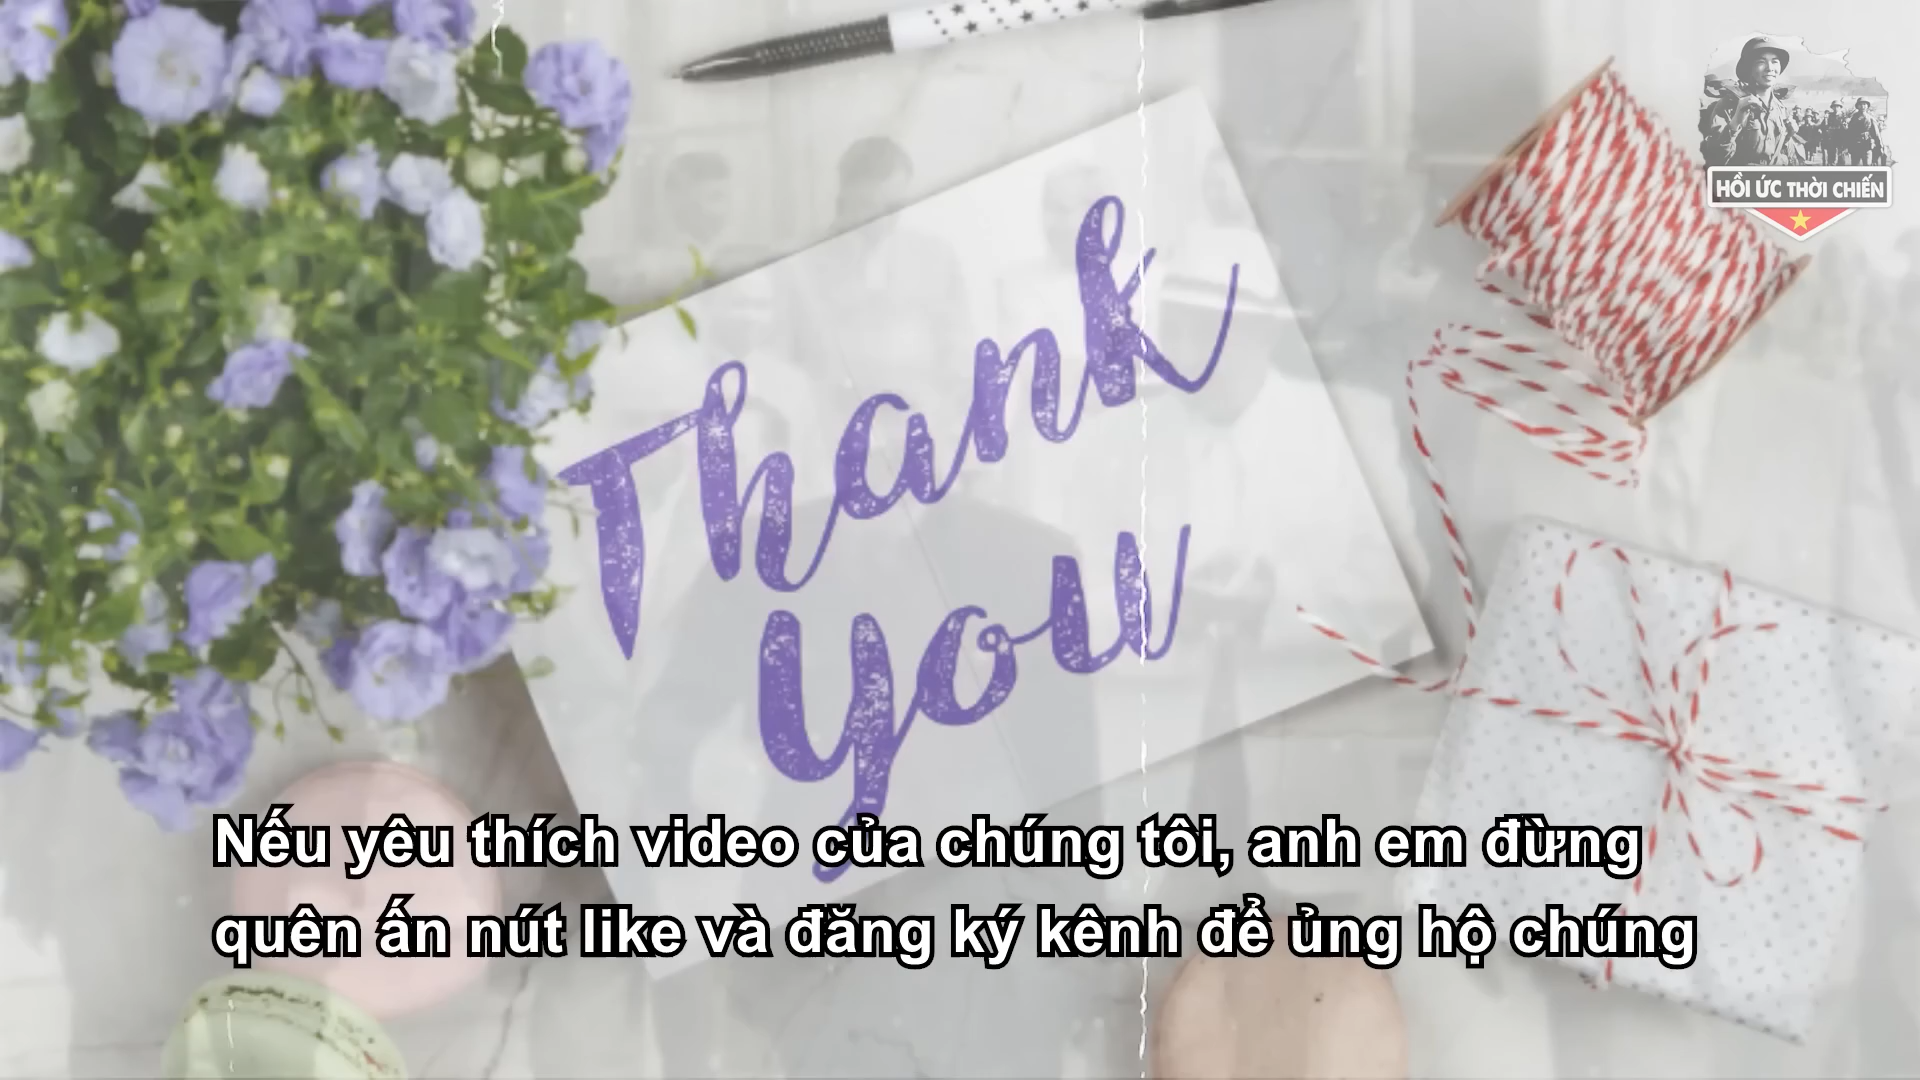 HỒI ỨC THỜI CHIẾN
Thank
you
Nếu yêu thích video của chúng tôi, anh em đừng
quên ấn nút like và đăng ký kênh để ủng hộ chúng